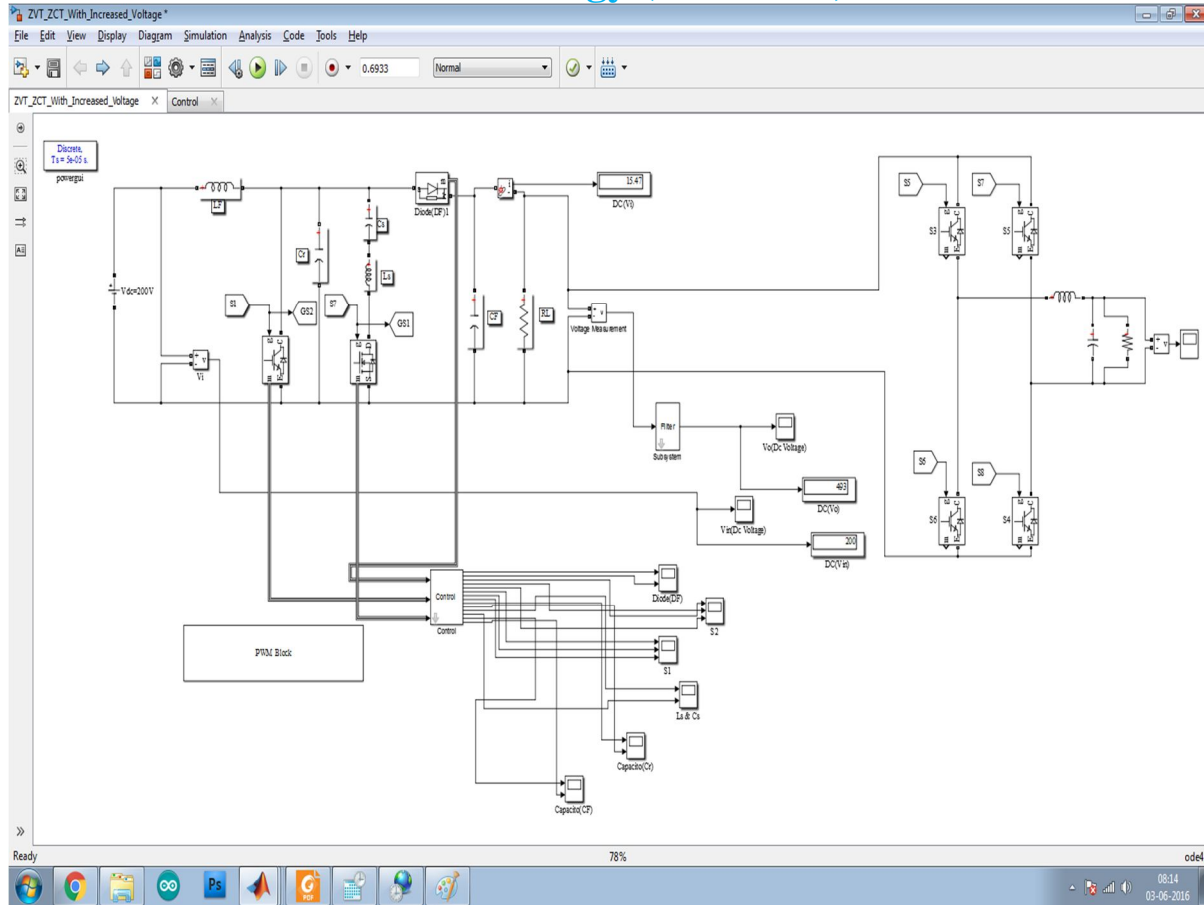 ZVT_ZCT_With_Increased_Voltage *
File Edit View Display Diagram Simulation Analysis Code Tools Help
0.6933 Normal
ZVT_ZCT_With_Increased_Voltage Control
Discrete,
Ts = 5e-05 s.
powergui
LF
Diode(DF)1
15.47
DC(Vi)
Cs
Cr
Ls
Vdc=200V
S1
GS2
S7
GS1
CF
RL
Voltage Measurement
Vi
S5
S7
S3
S5
Filter
Subsystem
Vo(Dc Voltage)
493
DC(Vo)
Vin(Dc Voltage)
200
DC(Vin)
S6
S8
S6
S4
Control
Control
Diode(DF)
S2
S1
PWM Block
Ls & Cs
Capacito(Cr)
Capacito(CF)
Ready 78% ode4
Ps
PDF
08:14
03-06-2016